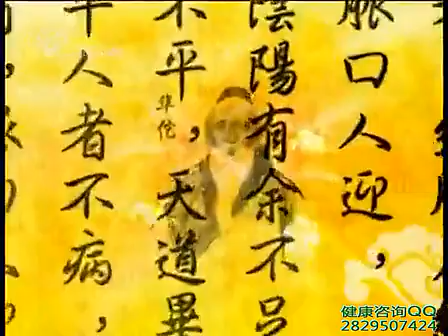 脈口人迎，
陰陽有余不
不平，天道畢
平人者不病，
華佗
健康咨询QQ
2829507424